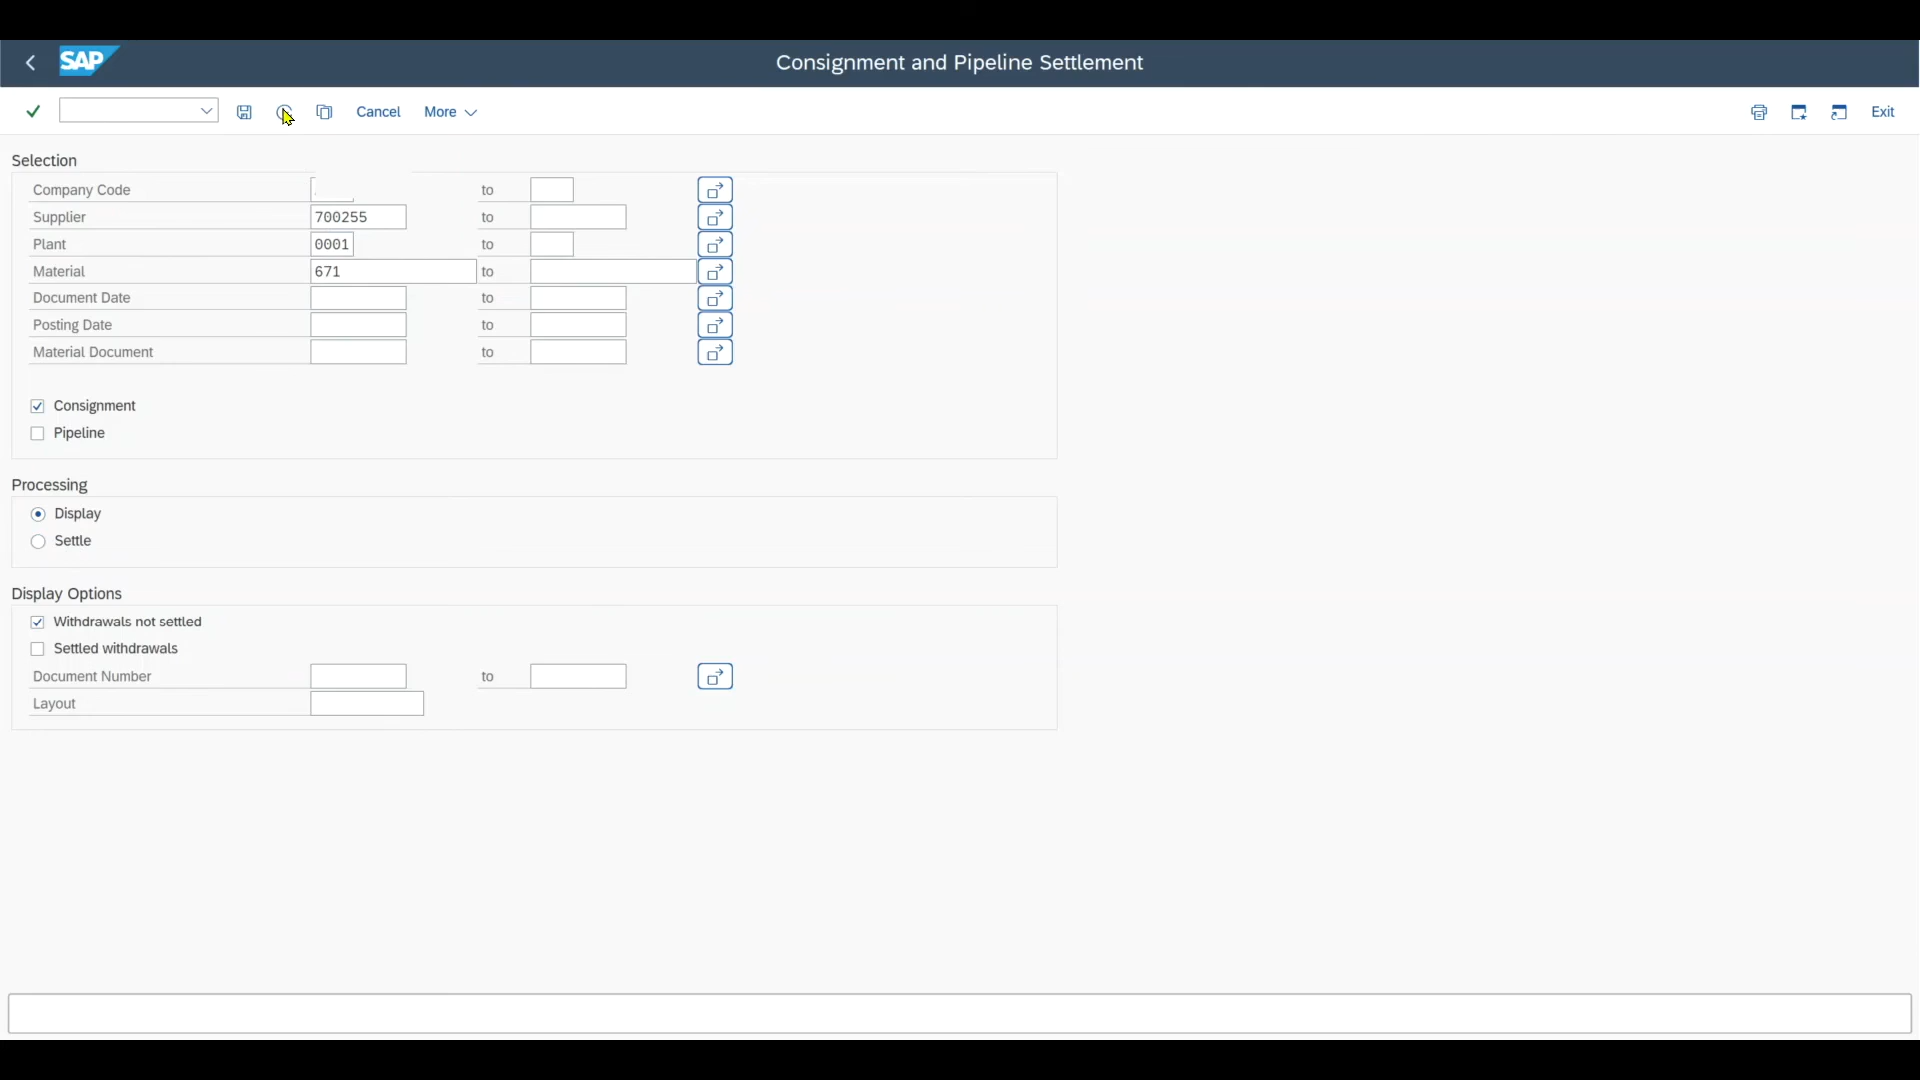 SAP
Consignment and Pipeline Settlement
Cancel More Exit
Selection
Company Code to
Supplier 700255 to
Plant 0001 to
Material 671 to
Document Date to
Posting Date to
Material Document to
Consignment
Pipeline
Processing
Display
Settle
Display Options
Withdrawals not settled
Settled withdrawals
Document Number to
Layout